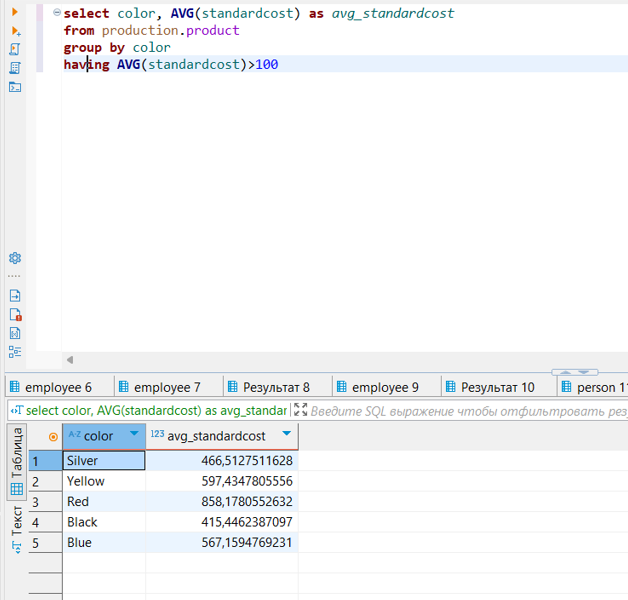 select color, AVG(standardcost) as avg_standardcost
from production.product
group by color
having AVG(standardcost)>100
employee 6 employee 7 Результат 8 employee 9 Результат 10 person 11
select color, AVG(standardcost) as avg_standar Введите SQL выражение чтобы отфильтровать рез
Таблица
Текст
A-Z color 123 avg_standardcost
1 Silver 466,5127511628
2 Yellow 597,4347805556
3 Red 858,1780552632
4 Black 415,4462387097
5 Blue 567,1594769231